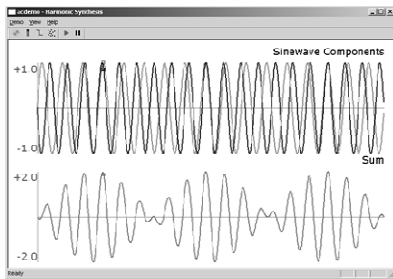 acdemo - Harmonic Synthesis
Demo View Help
Sinewave Components
+1.0
-1.0
Sum
+2.0
-2.0
Ready